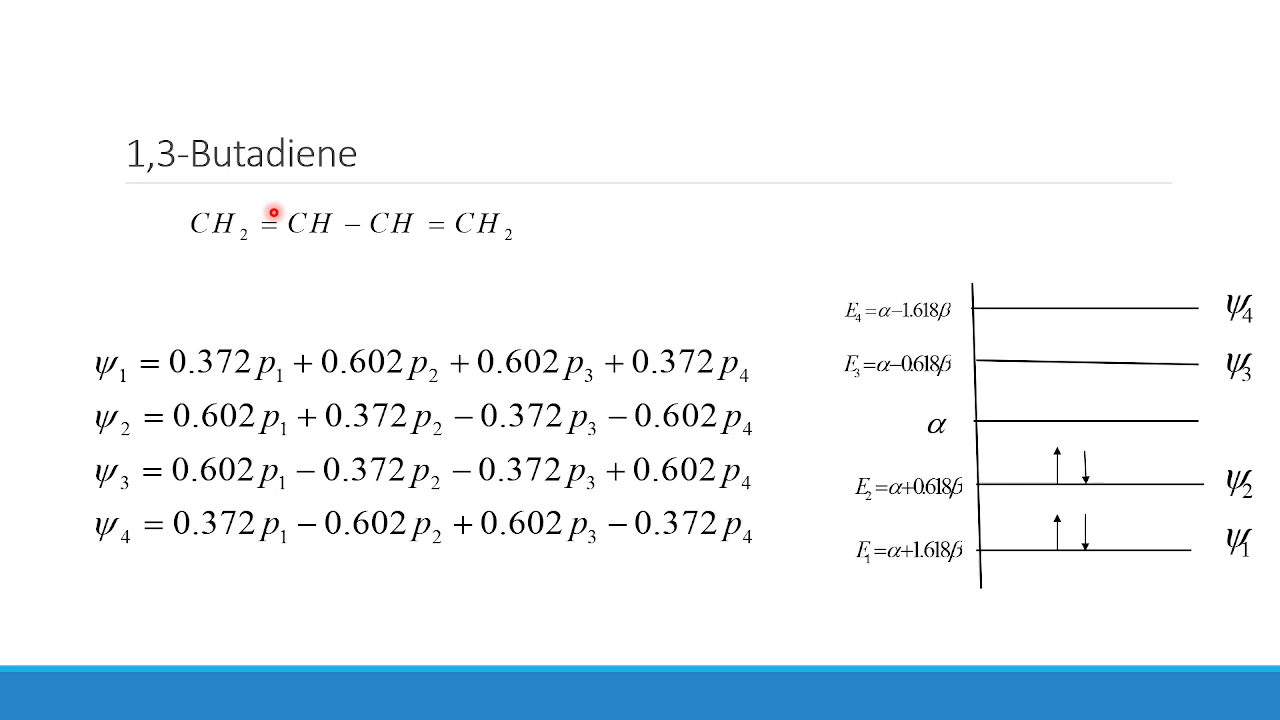 1,3-Butadiene
CH₂ = CH – CH = CH₂
ψ₁ = 0.372 p₁ + 0.602 p₂ + 0.602 p₃ + 0.372 p₄
ψ₂ = 0.602 p₁ + 0.372 p₂ − 0.372 p₃ − 0.602 p₄
ψ₃ = 0.602 p₁ − 0.372 p₂ − 0.372 p₃ + 0.602 p₄
ψ₄ = 0.372 p₁ − 0.602 p₂ + 0.602 p₃ − 0.372 p₄
E₄=α−1.618β ψ₄
E₃=α−0.618β ψ₃
α
E₂=α+0.618β ψ₂
E₁=α+1.618β ψ₁